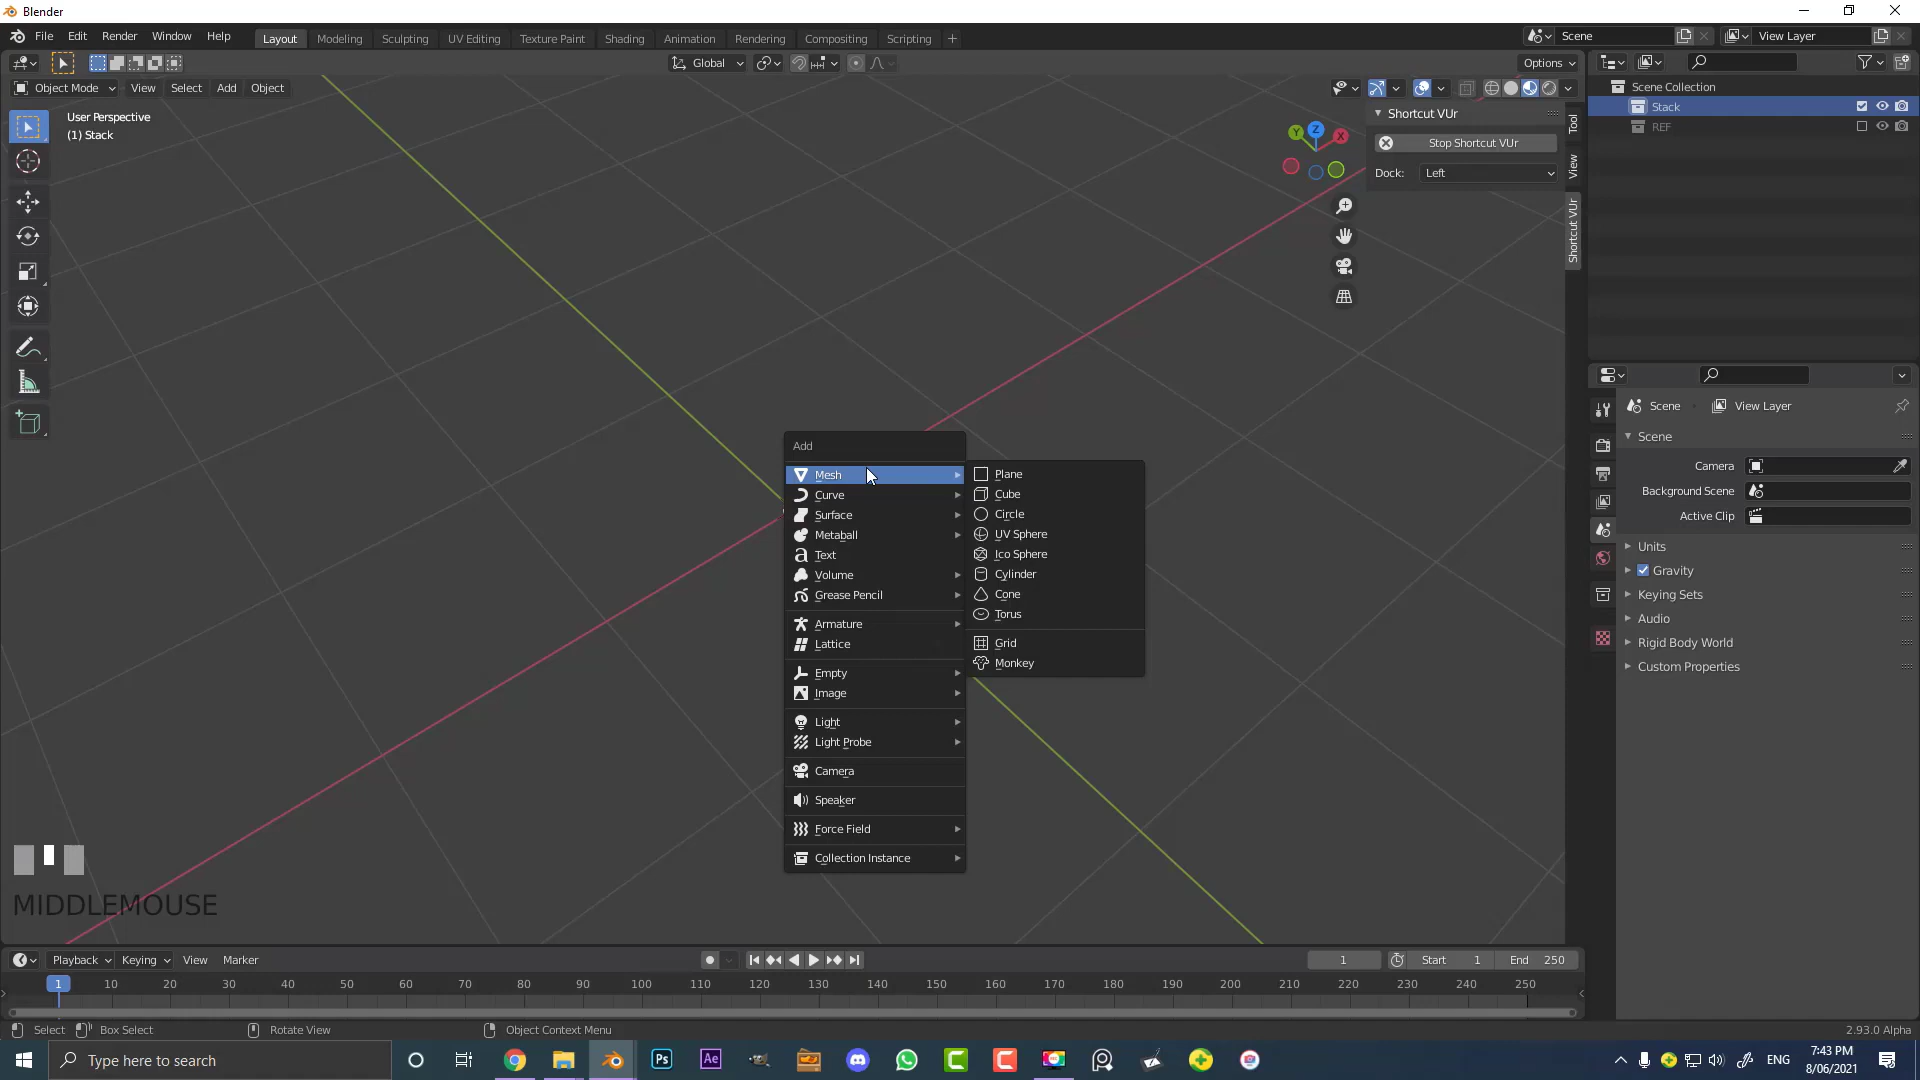 Blender
File Edit Render Window Help
Layout Modeling Sculpting UV Editing Texture Paint Shading Animation Rendering Compositing Scripting +
Scene
View Layer
Global
Options
Object Mode View Select Add Object
User Perspective
(1) Stack
Z
Y
X
Shortcut VUr
Stop Shortcut VUr
Dock: Left
Tool
View
Shortcut VUr
Scene Collection
Stack
REF
Add
Mesh
Curve
Surface
Metaball
Text
Volume
Grease Pencil
Armature
Lattice
Empty
Image
Light
Light Probe
Camera
Speaker
Force Field
Collection Instance
Plane
Cube
Circle
UV Sphere
Ico Sphere
Cylinder
Cone
Torus
Grid
Monkey
Scene View Layer
Scene
Camera
Background Scene
Active Clip
Units
Gravity
Keying Sets
Audio
Rigid Body World
Custom Properties
MIDDLEMOUSE
Playback Keying View Marker
1 Start 1 End 250
1 10 20 30 40 50 60 70 80 90 100 110 120 130 140 150 160 170 180 190 200 210 220 230 240 250
Select Box Select Rotate View Object Context Menu 2.93.0 Alpha
Type here to search
Ps
Ae
ENG
7:43 PM
8/06/2021